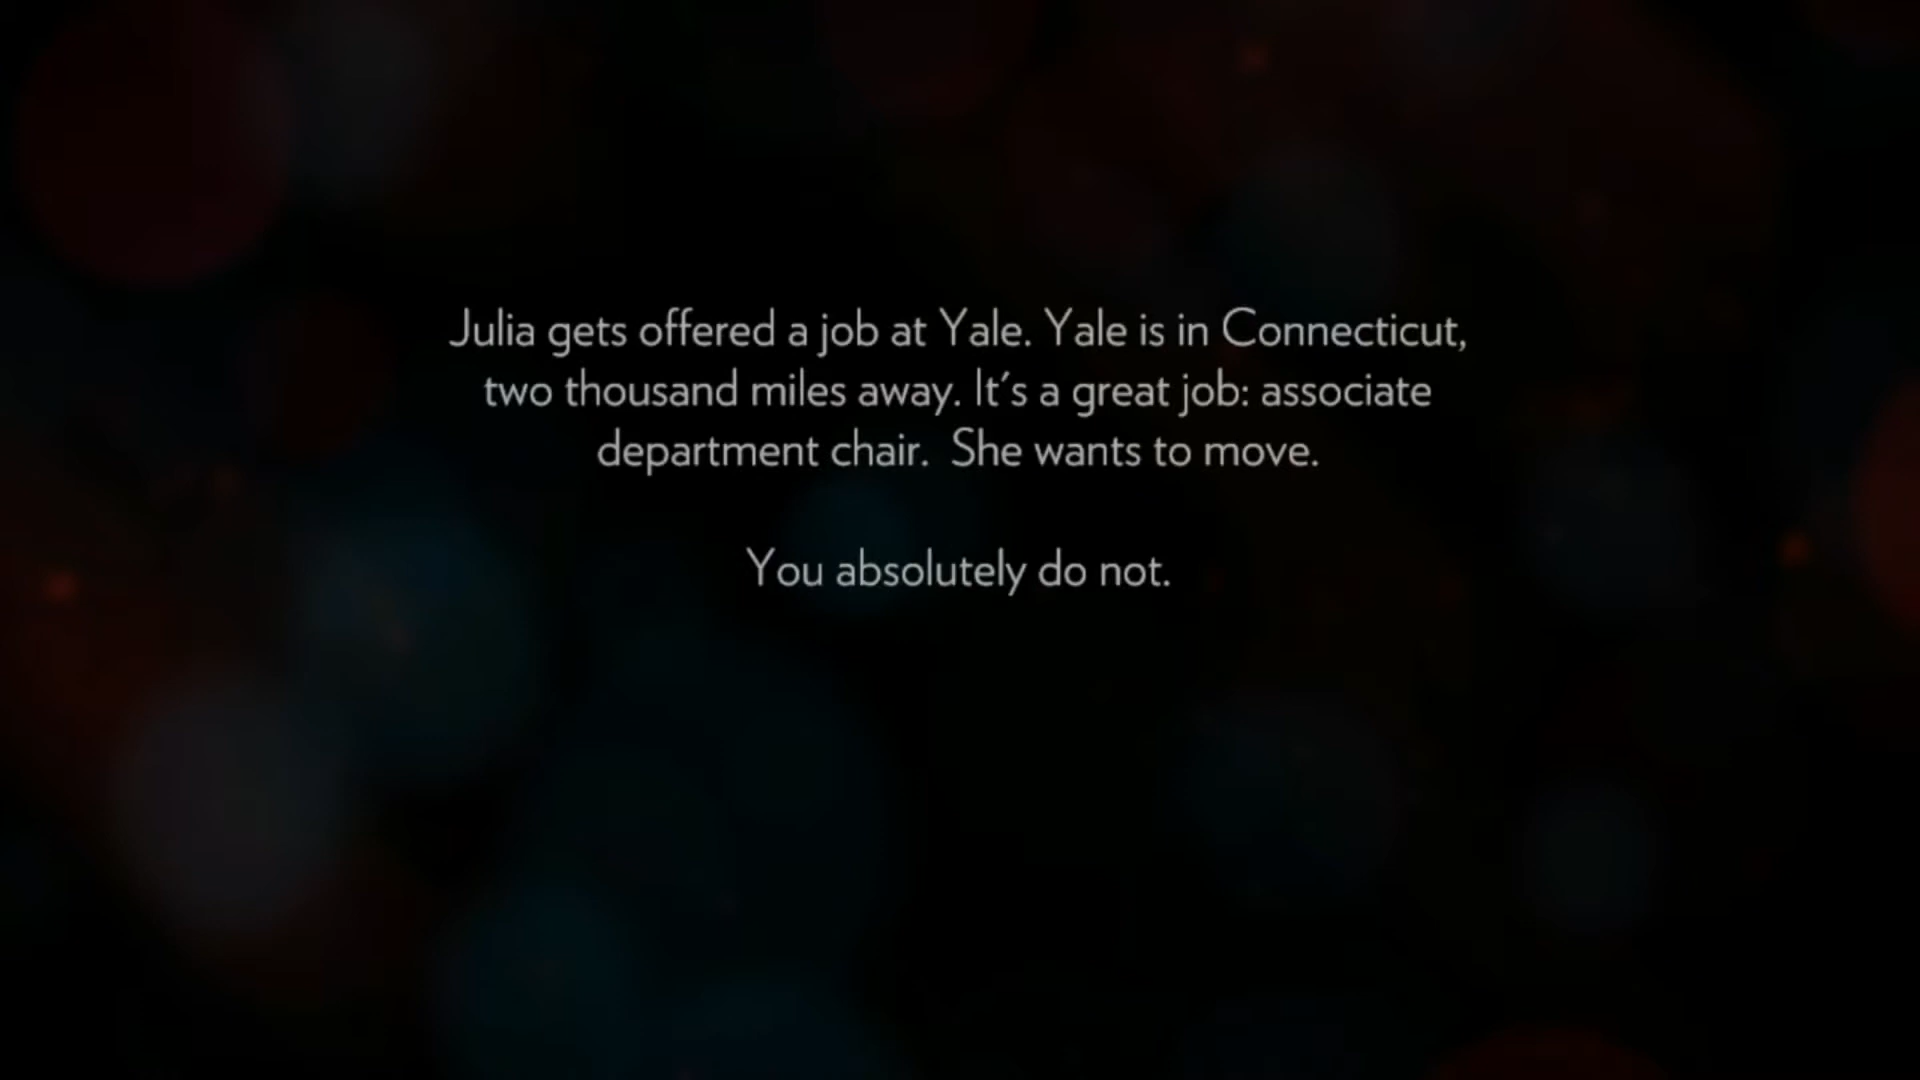 Julia gets offered a job at Yale. Yale is in Connecticut,
two thousand miles away. It's a great job: associate
department chair.  She wants to move.
You absolutely do not.